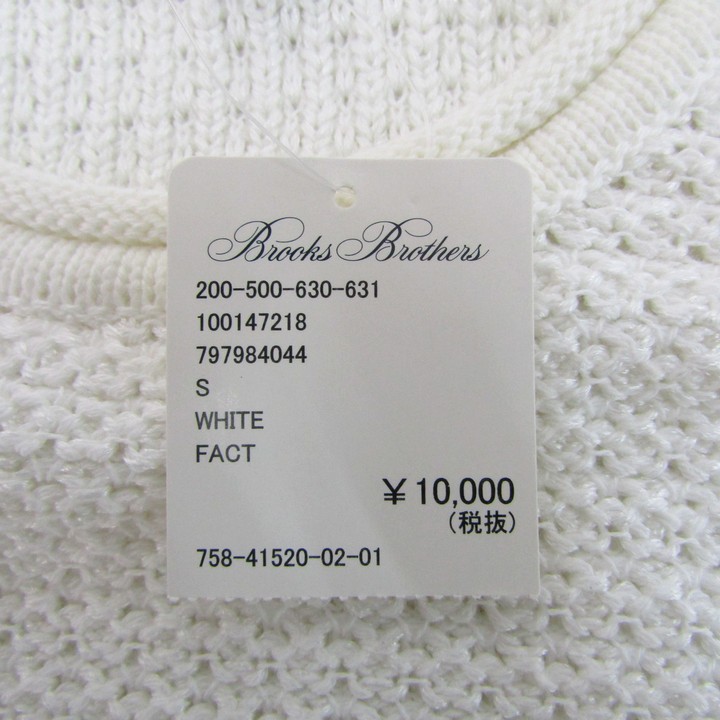 Brooks Brothers
200-500-630-631
100147218
797984044
S
WHITE
FACT
¥10,000
(税抜)
758-41520-02-01